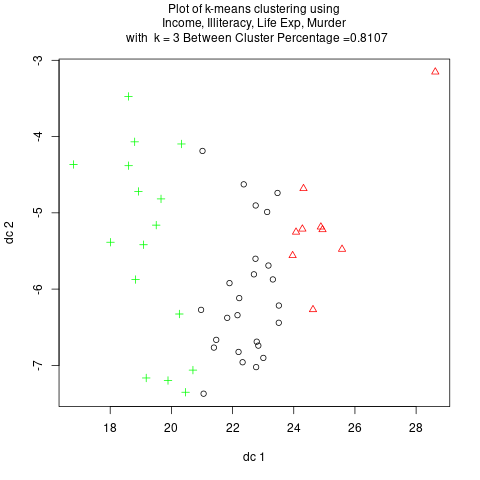 Plot of k-means clustering using
Income, Illiteracy, Life Exp, Murder
with k = 3 Between Cluster Percentage =0.8107
-3
-4
-5
-6
-7
dc 2
18 20 22 24 26 28
dc 1